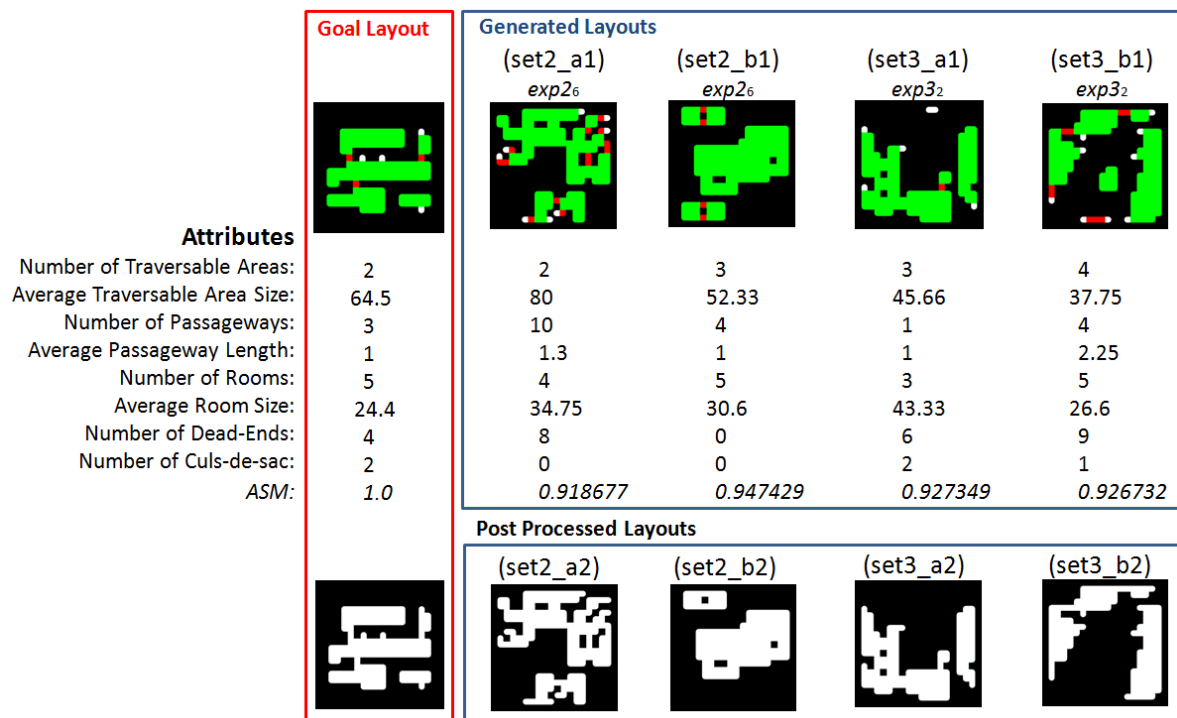 Goal Layout
Generated Layouts
(set2_a1) (set2_b1) (set3_a1) (set3_b1)
exp2₆ exp2₆ exp3₂ exp3₂
Attributes
Number of Traversable Areas: 2 2 3 3 4
Average Traversable Area Size: 64.5 80 52.33 45.66 37.75
Number of Passageways: 3 10 4 1 4
Average Passageway Length: 1 1.3 1 1 2.25
Number of Rooms: 5 4 5 3 5
Average Room Size: 24.4 34.75 30.6 43.33 26.6
Number of Dead-Ends: 4 8 0 6 9
Number of Culs-de-sac: 2 0 0 2 1
ASM: 1.0 0.918677 0.947429 0.927349 0.926732
Post Processed Layouts
(set2_a2) (set2_b2) (set3_a2) (set3_b2)